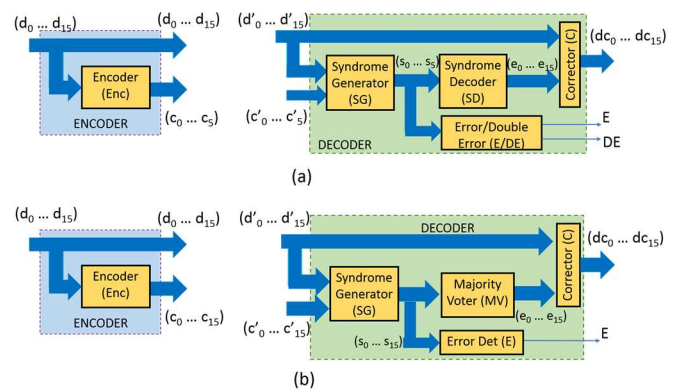 (d0 ... d15)
(d0 ... d15)
Encoder
(Enc)
(c0 ... c5)
ENCODER
(d'0 ... d'15)
(c'0 ... c'5)
Syndrome
Generator
(SG)
(s0 ... s5)
Syndrome
Decoder
(SD)
(e0 ... e15)
Corrector (C)
(dc0 ... dc15)
Error/Double
Error (E/DE)
E
DE
DECODER
(a)
(d0 ... d15)
(d0 ... d15)
Encoder
(Enc)
(c0 ... c15)
ENCODER
(d'0 ... d'15)
DECODER
(c'0 ... c'15)
Syndrome
Generator
(SG)
(s0 ... s15)
Majority
Voter (MV)
(e0 ... e15)
Corrector (C)
(dc0 ... dc15)
Error Det (E)
E
(b)